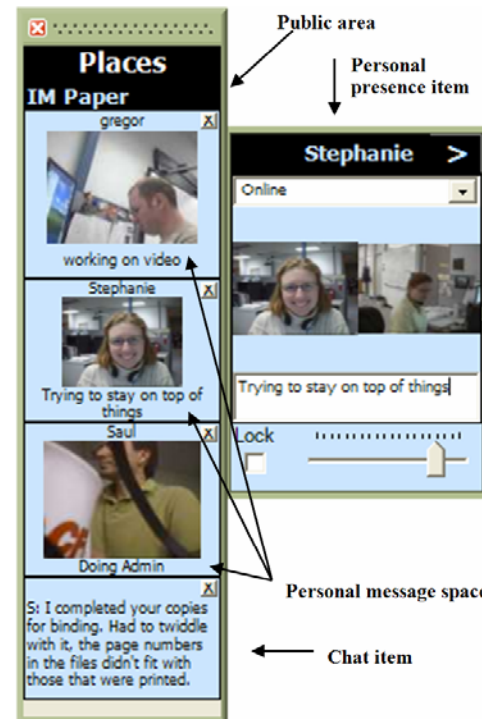 Public area
Places
IM Paper
Personal
presence item
gregor
X
Stephanie >
Online
working on video
Stephanie
X
Trying to stay on top of
things
Trying to stay on top of things
Saul
X
Lock
Doing Admin
X
Personal message space
S: I completed your copies
for binding. Had to twiddle
with it, the page numbers
in the files didn't fit with
those that were printed.
Chat item